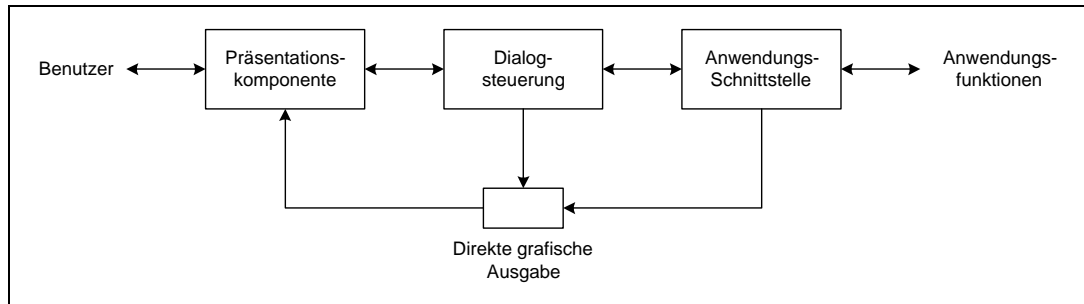 Benutzer
Präsentations-
komponente
Dialog-
steuerung
Anwendungs-
Schnittstelle
Anwendungs-
funktionen
Direkte grafische
Ausgabe